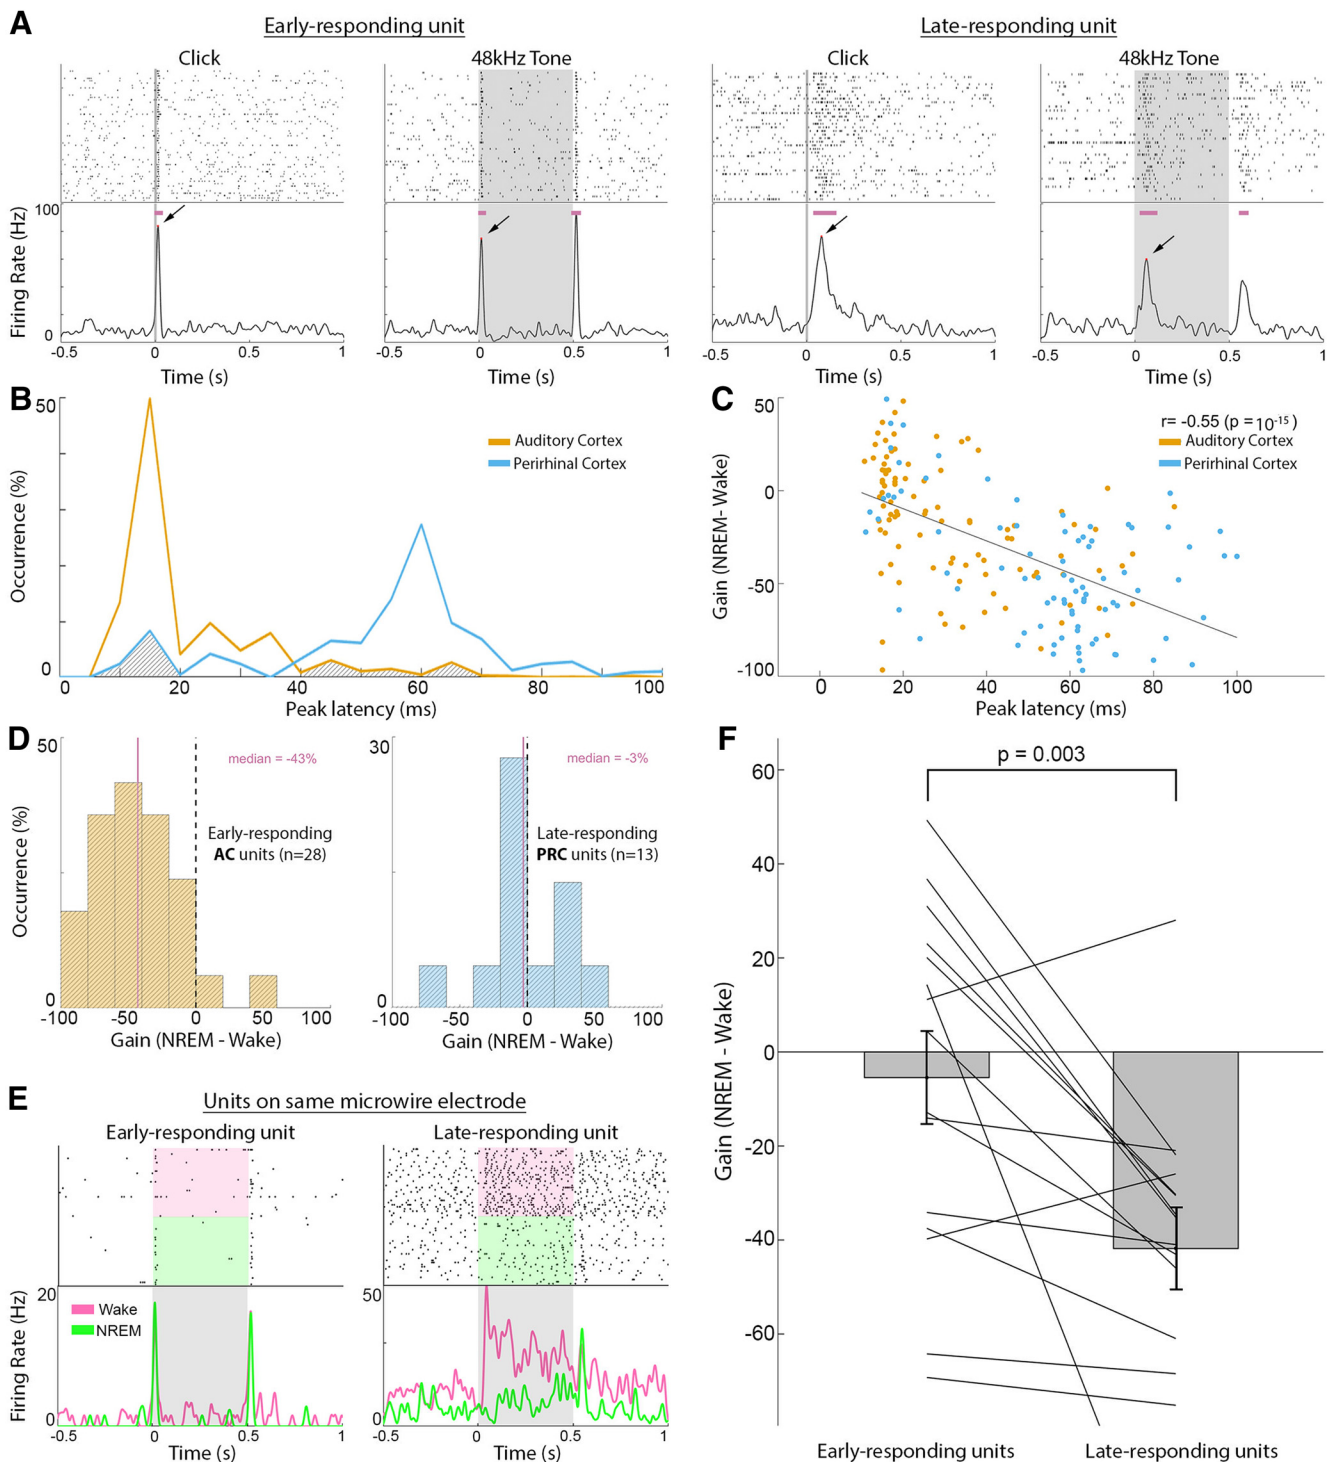 A
Early-responding unit
Late-responding unit
Click
48kHz Tone
Click
48kHz Tone
Firing Rate (Hz)
100
0
-0.5 0 0.5 1
-0.5 0 0.5 1
-0.5 0 0.5 1
-0.5 0 0.5 1
Time (s)
Time (s)
Time (s)
Time (s)
B
50
Occurrence (%)
0
Auditory Cortex
Perirhinal Cortex
0 20 40 60 80 100
Peak latency (ms)
C
50
0
-50
-100
Gain (NREM- Wake)
r= -0.55 (p = 10-15)
Auditory Cortex
Perirhinal Cortex
0 20 40 60 80 100
Peak latency (ms)
D
50
Occurrence (%)
0
median = -43%
Early-responding
AC units (n=28)
-100 -50 0 50 100
Gain (NREM - Wake)
30
0
median = -3%
Late-responding
PRC units (n=13)
-100 -50 0 50 100
Gain (NREM - Wake)
E
Units on same microwire electrode
Early-responding unit
Late-responding unit
20
Firing Rate (Hz)
0
Wake
NREM
50
0
-0.5 0 0.5 1
-0.5 0 0.5 1
Time (s)
Time (s)
F
p = 0.003
60
40
20
0
-20
-40
-60
Gain (NREM - Wake)
Early-responding units
Late-responding units